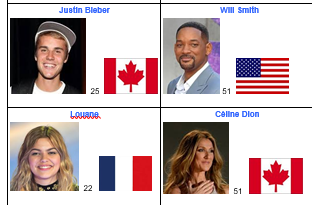 Justin Bieber
Will Smith
25
51
Louane
Céline Dion
22
51